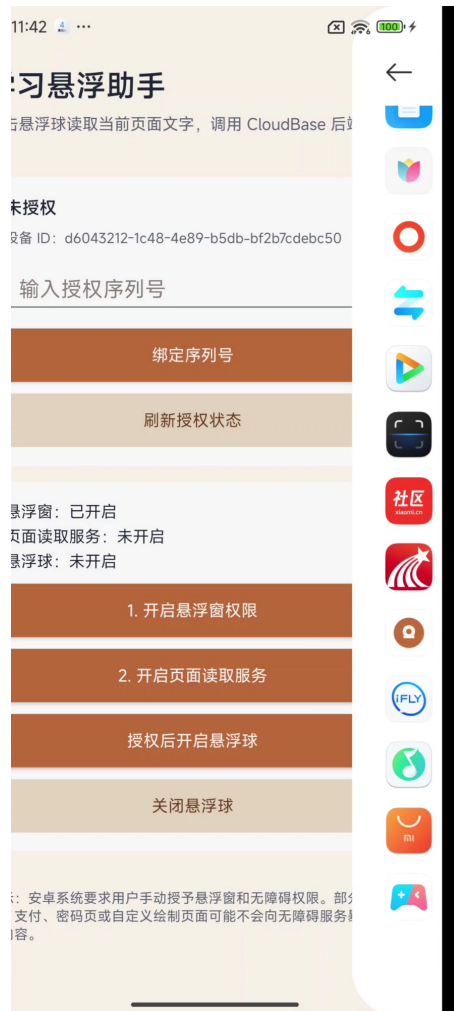 11:42
100
习悬浮助手
击悬浮球读取当前页面文字，调用 CloudBase 后
未授权
设备 ID：d6043212-1c48-4e89-b5db-bf2b7cdebc50
输入授权序列号
绑定序列号
刷新授权状态
悬浮窗：已开启
页面读取服务：未开启
悬浮球：未开启
1. 开启悬浮窗权限
2. 开启页面读取服务
授权后开启悬浮球
关闭悬浮球
：安卓系统要求用户手动授予悬浮窗和无障碍权限。部分
支付、密码页或自定义绘制页面可能不会向无障碍服务
内容。
社区
xiaomi.cn
iFLY
mi